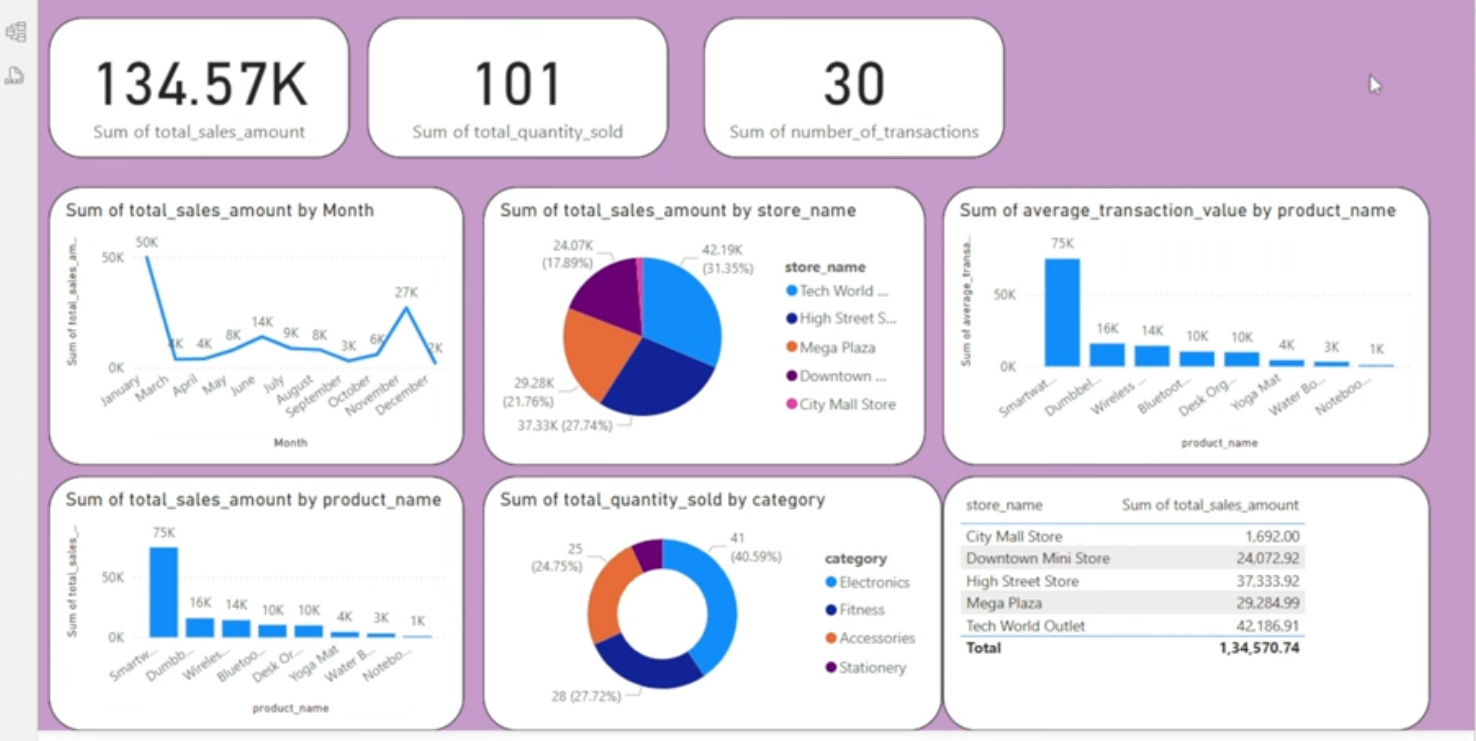 134.57K
Sum of total_sales_amount
101
Sum of total_quantity_sold
30
Sum of number_of_transactions
Sum of total_sales_amount by Month
Sum of total_sales_am...
50K
0K
50K
4K
4K
8K
14K
9K
8K
3K
6K
27K
2K
January
March
April
May
June
July
August
September
October
November
December
Month
Sum of total_sales_amount by store_name
24.07K
(17.89%)
42.19K
(31.35%)
29.28K
(21.76%)
37.33K (27.74%)
store_name
Tech World ...
High Street S...
Mega Plaza
Downtown ...
City Mall Store
Sum of average_transaction_value by product_name
Sum of average_transa...
50K
0K
75K
16K
14K
10K
10K
4K
3K
1K
Smartwat...
Dumbbel...
Wireless ...
Bluetoot...
Desk Org...
Yoga Mat
Water Bo...
Noteboo...
product_name
Sum of total_sales_amount by product_name
Sum of total_sales_...
50K
0K
75K
16K
14K
10K
10K
4K
3K
1K
Smartw...
Dumbb...
Wireles...
Bluetoo...
Desk Or...
Yoga Mat
Water B...
Notebo...
product_name
Sum of total_quantity_sold by category
25
(24.75%)
41
(40.59%)
28 (27.72%)
category
Electronics
Fitness
Accessories
Stationery
store_name Sum of total_sales_amount
City Mall Store 1,692.00
Downtown Mini Store 24,072.92
High Street Store 37,333.92
Mega Plaza 29,284.99
Tech World Outlet 42,186.91
Total 1,34,570.74